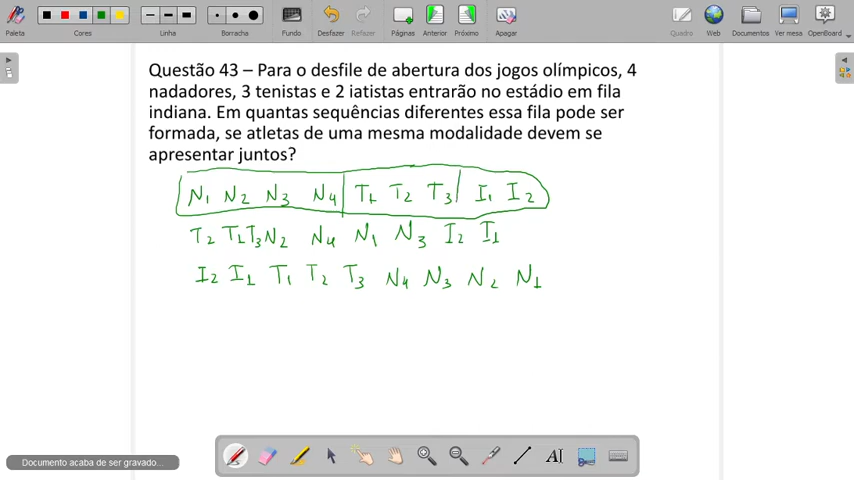 Paleta Cores Linha Borracha Fundo Desfazer Refazer Páginas Anterior Próximo Apagar Quadro Web Documentos Ver mesa OpenBoard
Questão 43 – Para o desfile de abertura dos jogos olímpicos, 4
nadadores, 3 tenistas e 2 iatistas entrarão no estádio em fila
indiana. Em quantas sequências diferentes essa fila pode ser
formada, se atletas de uma mesma modalidade devem se
apresentar juntos?
N1 N2 N3 N4 T1 T2 T3 I1 I2
T2 T1 T3 N2 N4 N1 N3 I2 I1
I2 I1 T1 T2 T3 N4 N3 N2 N1
Documento acaba de ser gravado...